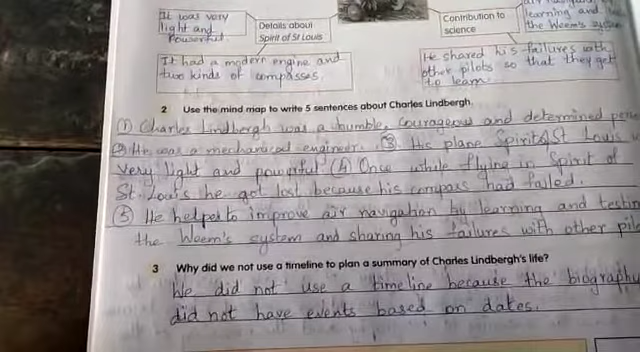 It was very
light and
Powerful
Details about
Spirit of St Louis
It had a modern engine and
two kinds of compasses.
Contribution to
science
learning and
the Weem's system
He shared his failures with
other pilots so that they get
to learn.
2 Use the mind map to write 5 sentences about Charles Lindbergh.
① Charles Lindbergh was a humble, courageous and determined
② He was a mechanical engineer. ③ His plane Spirit of St Louis
very light and powerful ④ Once while flying in Spirit of
St. Louis he got lost because his compass had failed.
⑤ He helped to improve air navigation by learning and
the Weem's system and sharing his failures with other
3 Why did we not use a timeline to plan a summary of Charles Lindbergh's life?
We did not use a timeline because the biography
did not have events based on dates.